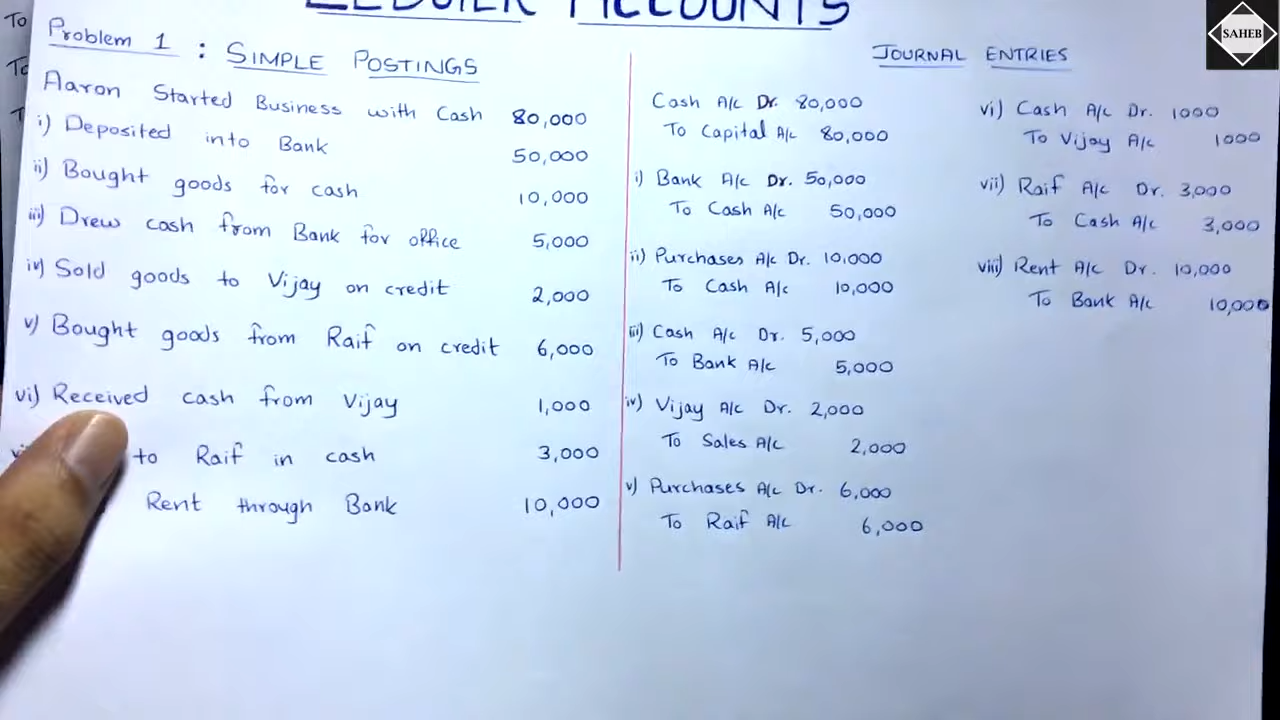 LEDGER ACCOUNTS
SAHEB
To
To
Problem 1 : SIMPLE POSTINGS
Aaron Started Business with Cash 80,000
i) Deposited into Bank 50,000
ii) Bought goods for cash 10,000
iii) Drew cash from Bank for office 5,000
iv) Sold goods to Vijay on credit 2,000
v) Bought goods from Raif on credit 6,000
vi) Received cash from Vijay 1,000
to Raif in cash 3,000
Rent through Bank 10,000
JOURNAL ENTRIES
Cash A/c Dr. 80,000
To Capital A/c 80,000
i) Bank A/c Dr. 50,000
To Cash A/c 50,000
ii) Purchases A/c Dr. 10,000
To Cash A/c 10,000
iii) Cash A/c Dr. 5,000
To Bank A/c 5,000
iv) Vijay A/c Dr. 2,000
To Sales A/c 2,000
v) Purchases A/c Dr. 6,000
To Raif A/c 6,000
vi) Cash A/c Dr. 1000
To Vijay A/c 1000
vii) Raif A/c Dr. 3,000
To Cash A/c 3,000
viii) Rent A/c Dr. 10,000
To Bank A/c 10,000